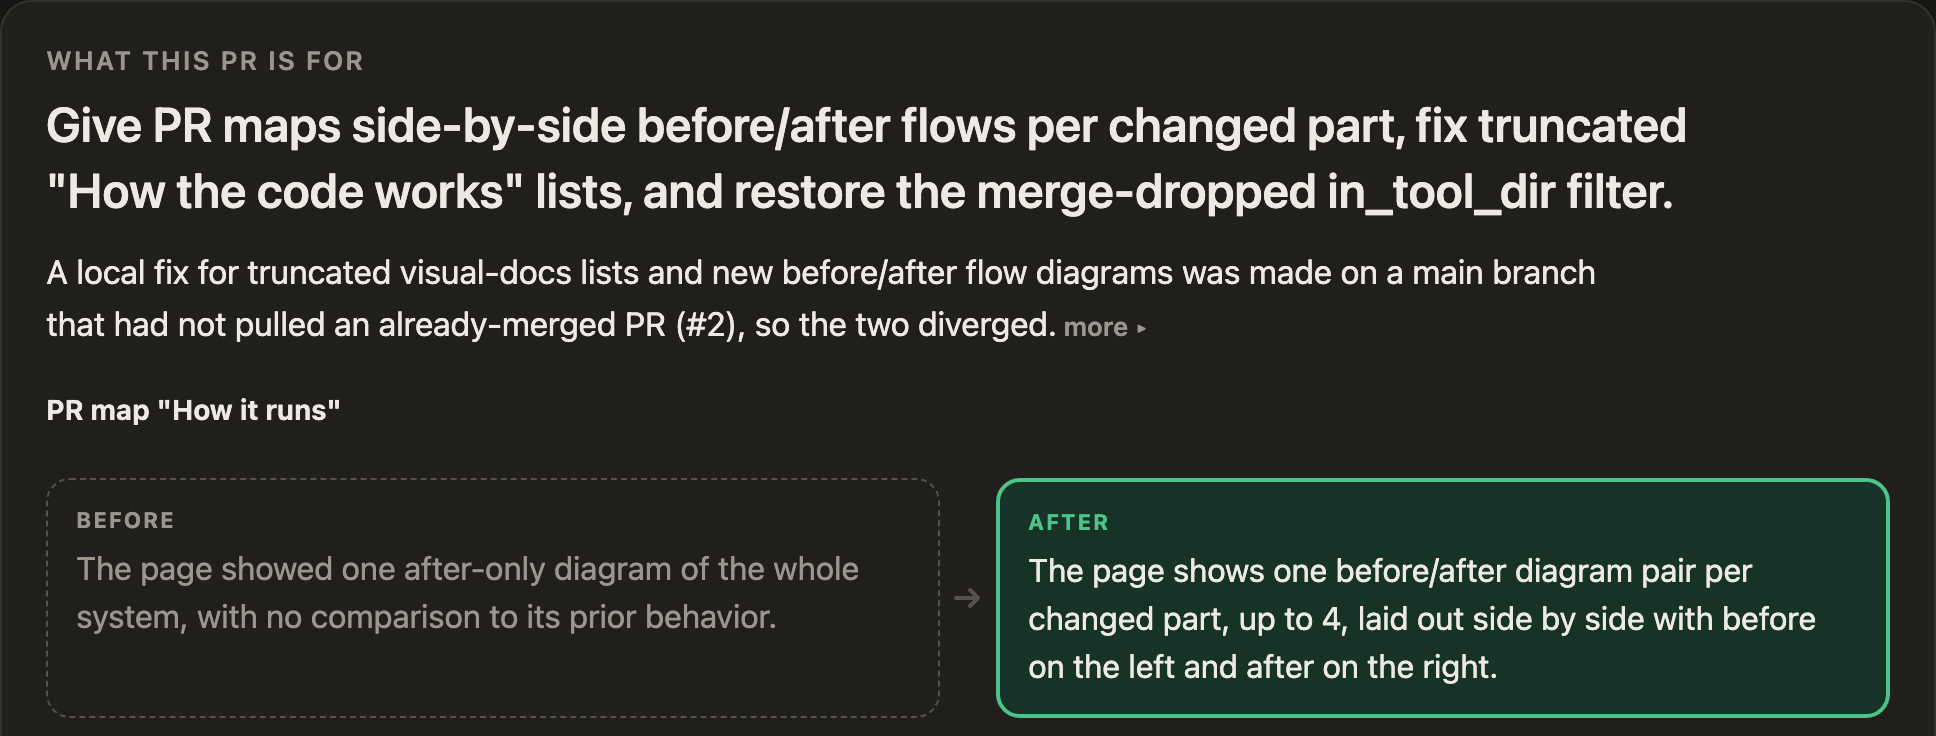 WHAT THIS PR IS FOR
Give PR maps side-by-side before/after flows per changed part, fix truncated
"How the code works" lists, and restore the merge-dropped in_tool_dir filter.
A local fix for truncated visual-docs lists and new before/after flow diagrams was made on a main branch
that had not pulled an already-merged PR (#2), so the two diverged. more ▸
PR map "How it runs"
BEFORE
The page showed one after-only diagram of the whole
system, with no comparison to its prior behavior.
→
AFTER
The page shows one before/after diagram pair per
changed part, up to 4, laid out side by side with before
on the left and after on the right.